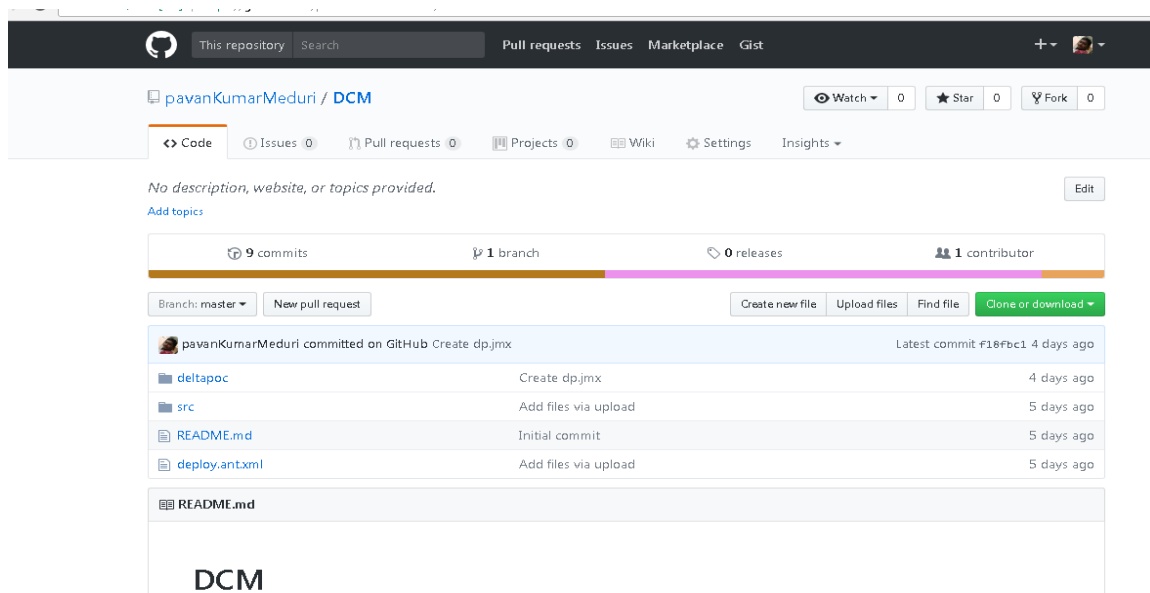 This repository Search Pull requests Issues Marketplace Gist
pavanKumarMeduri / DCM Watch 0 Star 0 Fork 0
Code Issues 0 Pull requests 0 Projects 0 Wiki Settings Insights
No description, website, or topics provided. Edit
Add topics
9 commits 1 branch 0 releases 1 contributor
Branch: master New pull request Create new file Upload files Find file Clone or download
pavanKumarMeduri committed on GitHub Create dp.jmx Latest commit f18fbc1 4 days ago
deltapoc Create dp.jmx 4 days ago
src Add files via upload 5 days ago
README.md Initial commit 5 days ago
deploy.ant.xml Add files via upload 5 days ago
README.md
DCM